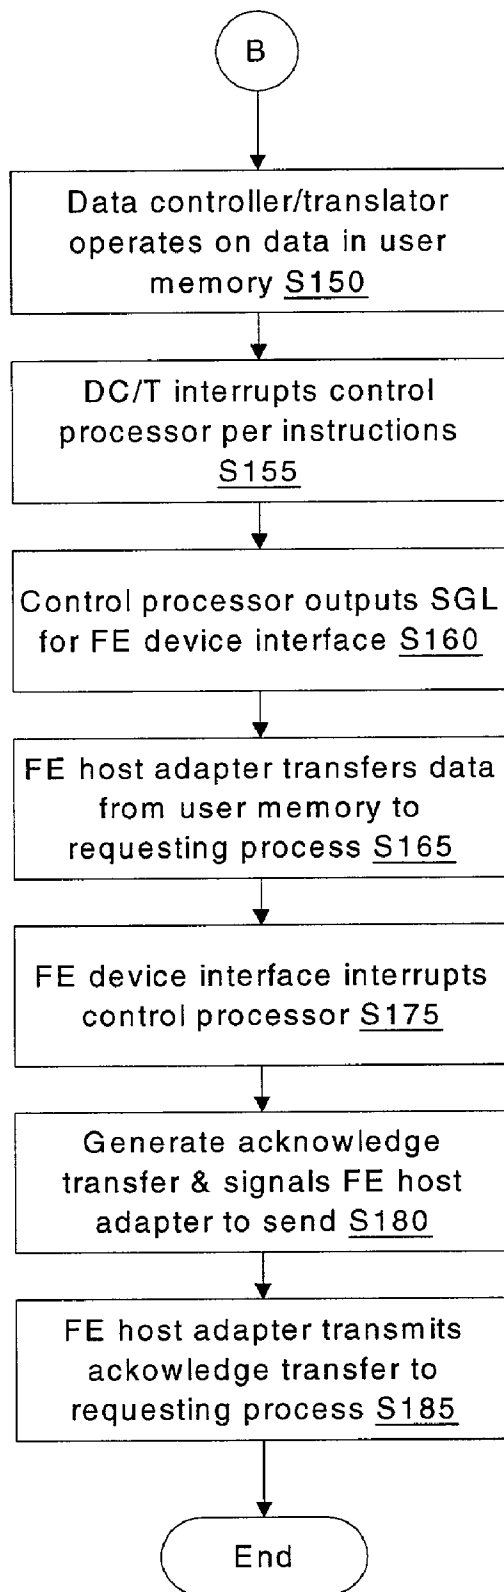 B
Data controller/translator
operates on data in user
memory S150
DC/T interrupts control
processor per instructions
S155
Control processor outputs SGL
for FE device interface S160
FE host adapter transfers data
from user memory to
requesting process S165
FE device interface interrupts
control processor S175
Generate acknowledge
transfer & signals FE host
adapter to send S180
FE host adapter transmits
ackowledge transfer to
requesting process S185
End